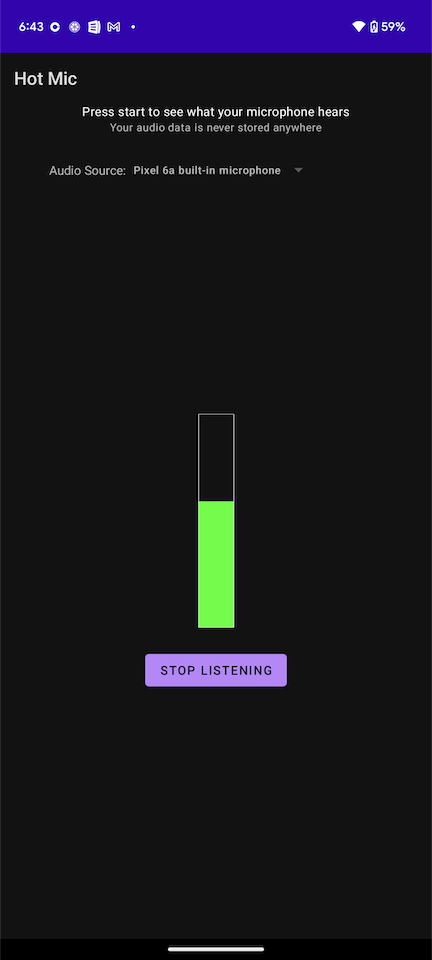 6:43 59%
Hot Mic
Press start to see what your microphone hears
Your audio data is never stored anywhere
Audio Source: Pixel 6a built-in microphone
STOP LISTENING